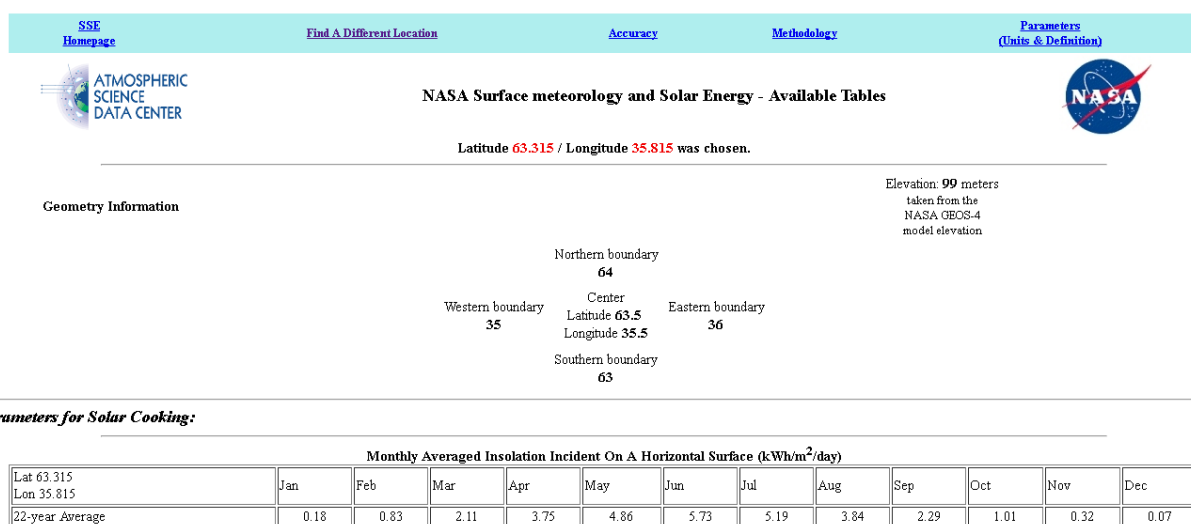 SSE
Homepage
Find A Different Location
Accuracy
Methodology
Parameters
(Units & Definition)
ATMOSPHERIC
SCIENCE
DATA CENTER
NASA Surface meteorology and Solar Energy - Available Tables
NASA
Latitude 63.315 / Longitude 35.815 was chosen.
Geometry Information
Elevation: 99 meters
taken from the
NASA GEOS-4
model elevation
Northern boundary
64
Western boundary
35
Center
Latitude 63.5
Longitude 35.5
Eastern boundary
36
Southern boundary
63
rameters for Solar Cooking:
Monthly Averaged Insolation Incident On A Horizontal Surface (kWh/m2/day)
Lat 63.315
Lon 35.815
Jan Feb Mar Apr May Jun Jul Aug Sep Oct Nov Dec
22-year Average 0.18 0.83 2.11 3.75 4.86 5.73 5.19 3.84 2.29 1.01 0.32 0.07